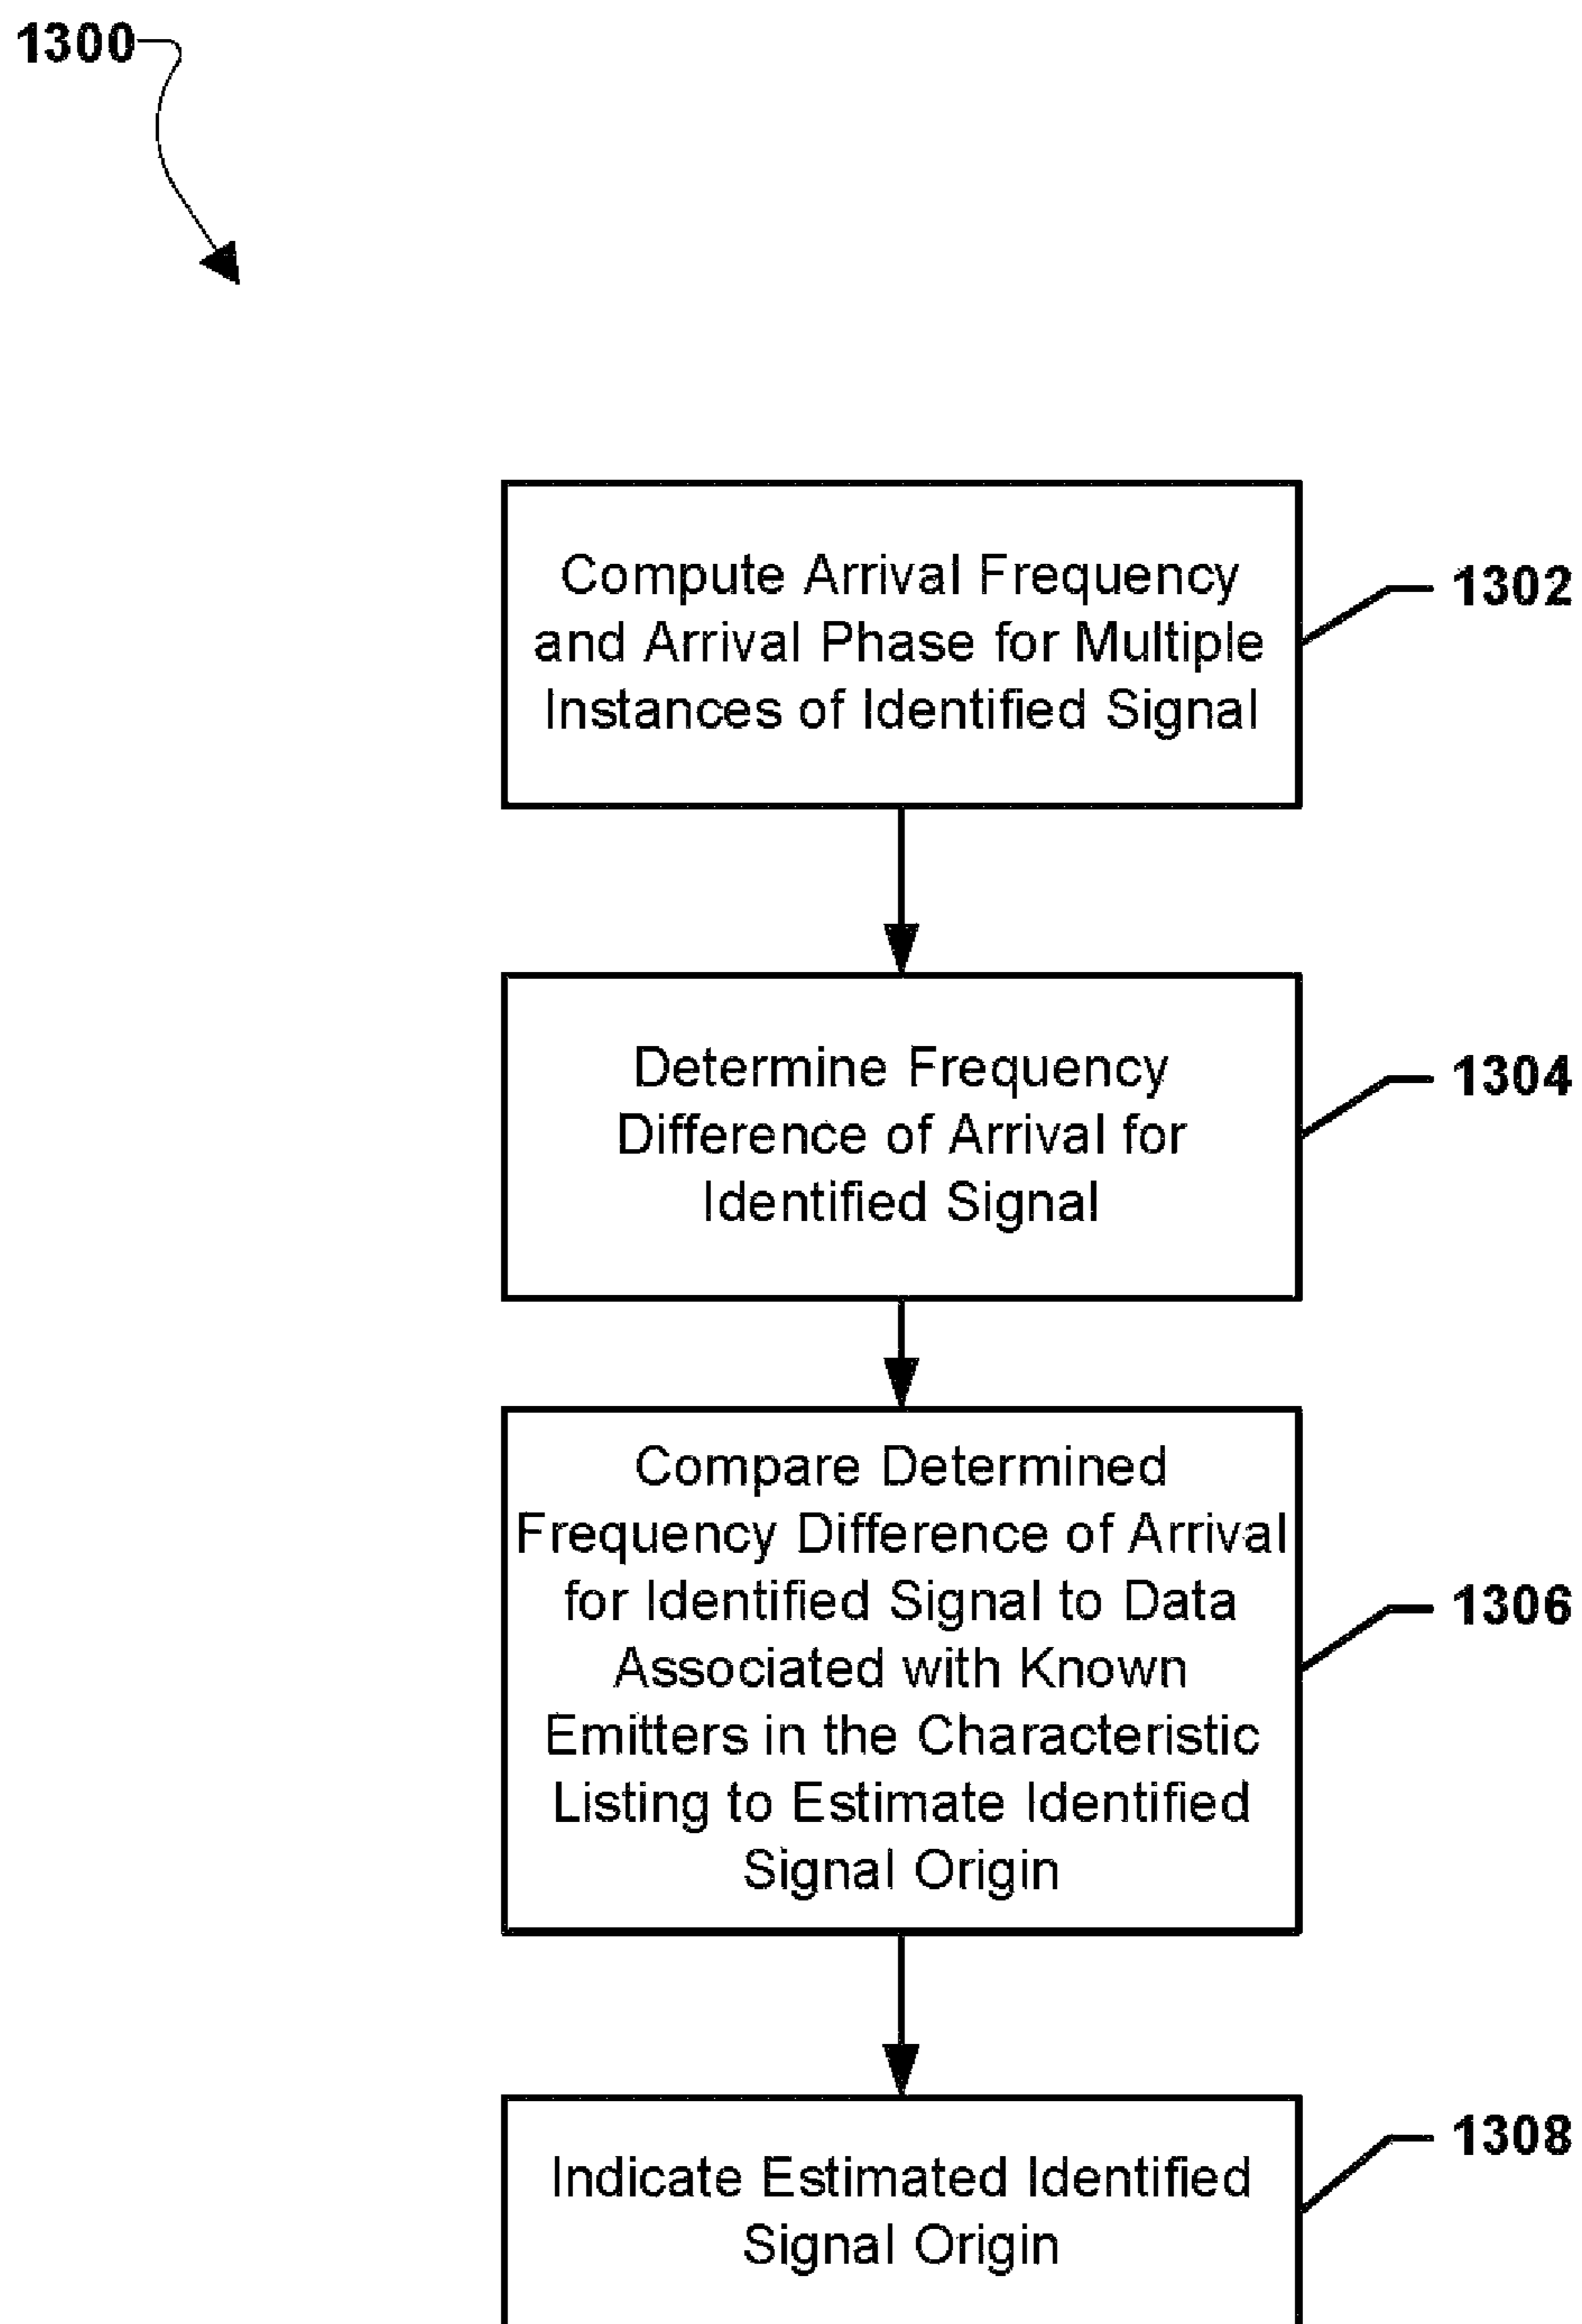 1300
Compute Arrival Frequency
and Arrival Phase for Multiple
Instances of Identified Signal
1302
Determine Frequency
Difference of Arrival for
Identified Signal
1304
Compare Determined
Frequency Difference of Arrival
for Identified Signal to Data
Associated with Known
Emitters in the Characteristic
Listing to Estimate Identified
Signal Origin
1306
Indicate Estimated Identified
Signal Origin
1308